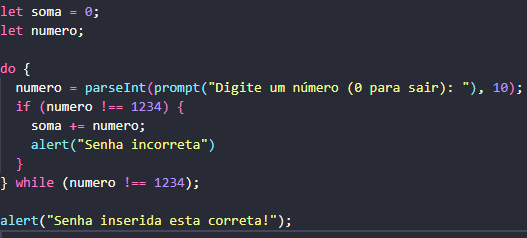 let soma = 0;
let numero;

do {
  numero = parseInt(prompt("Digite um número (0 para sair): "), 10);
  if (numero !== 1234) {
    soma += numero;
    alert("Senha incorreta")
  }
} while (numero !== 1234);

alert("Senha inserida esta correta!");